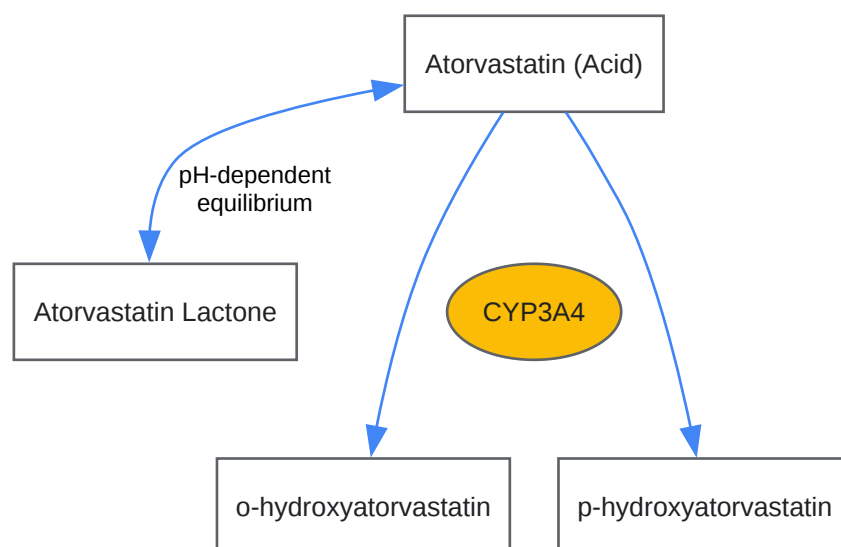 Atorvastatin (Acid)
pH-dependent
equilibrium
Atorvastatin Lactone
CYP3A4
o-hydroxyatorvastatin
p-hydroxyatorvastatin